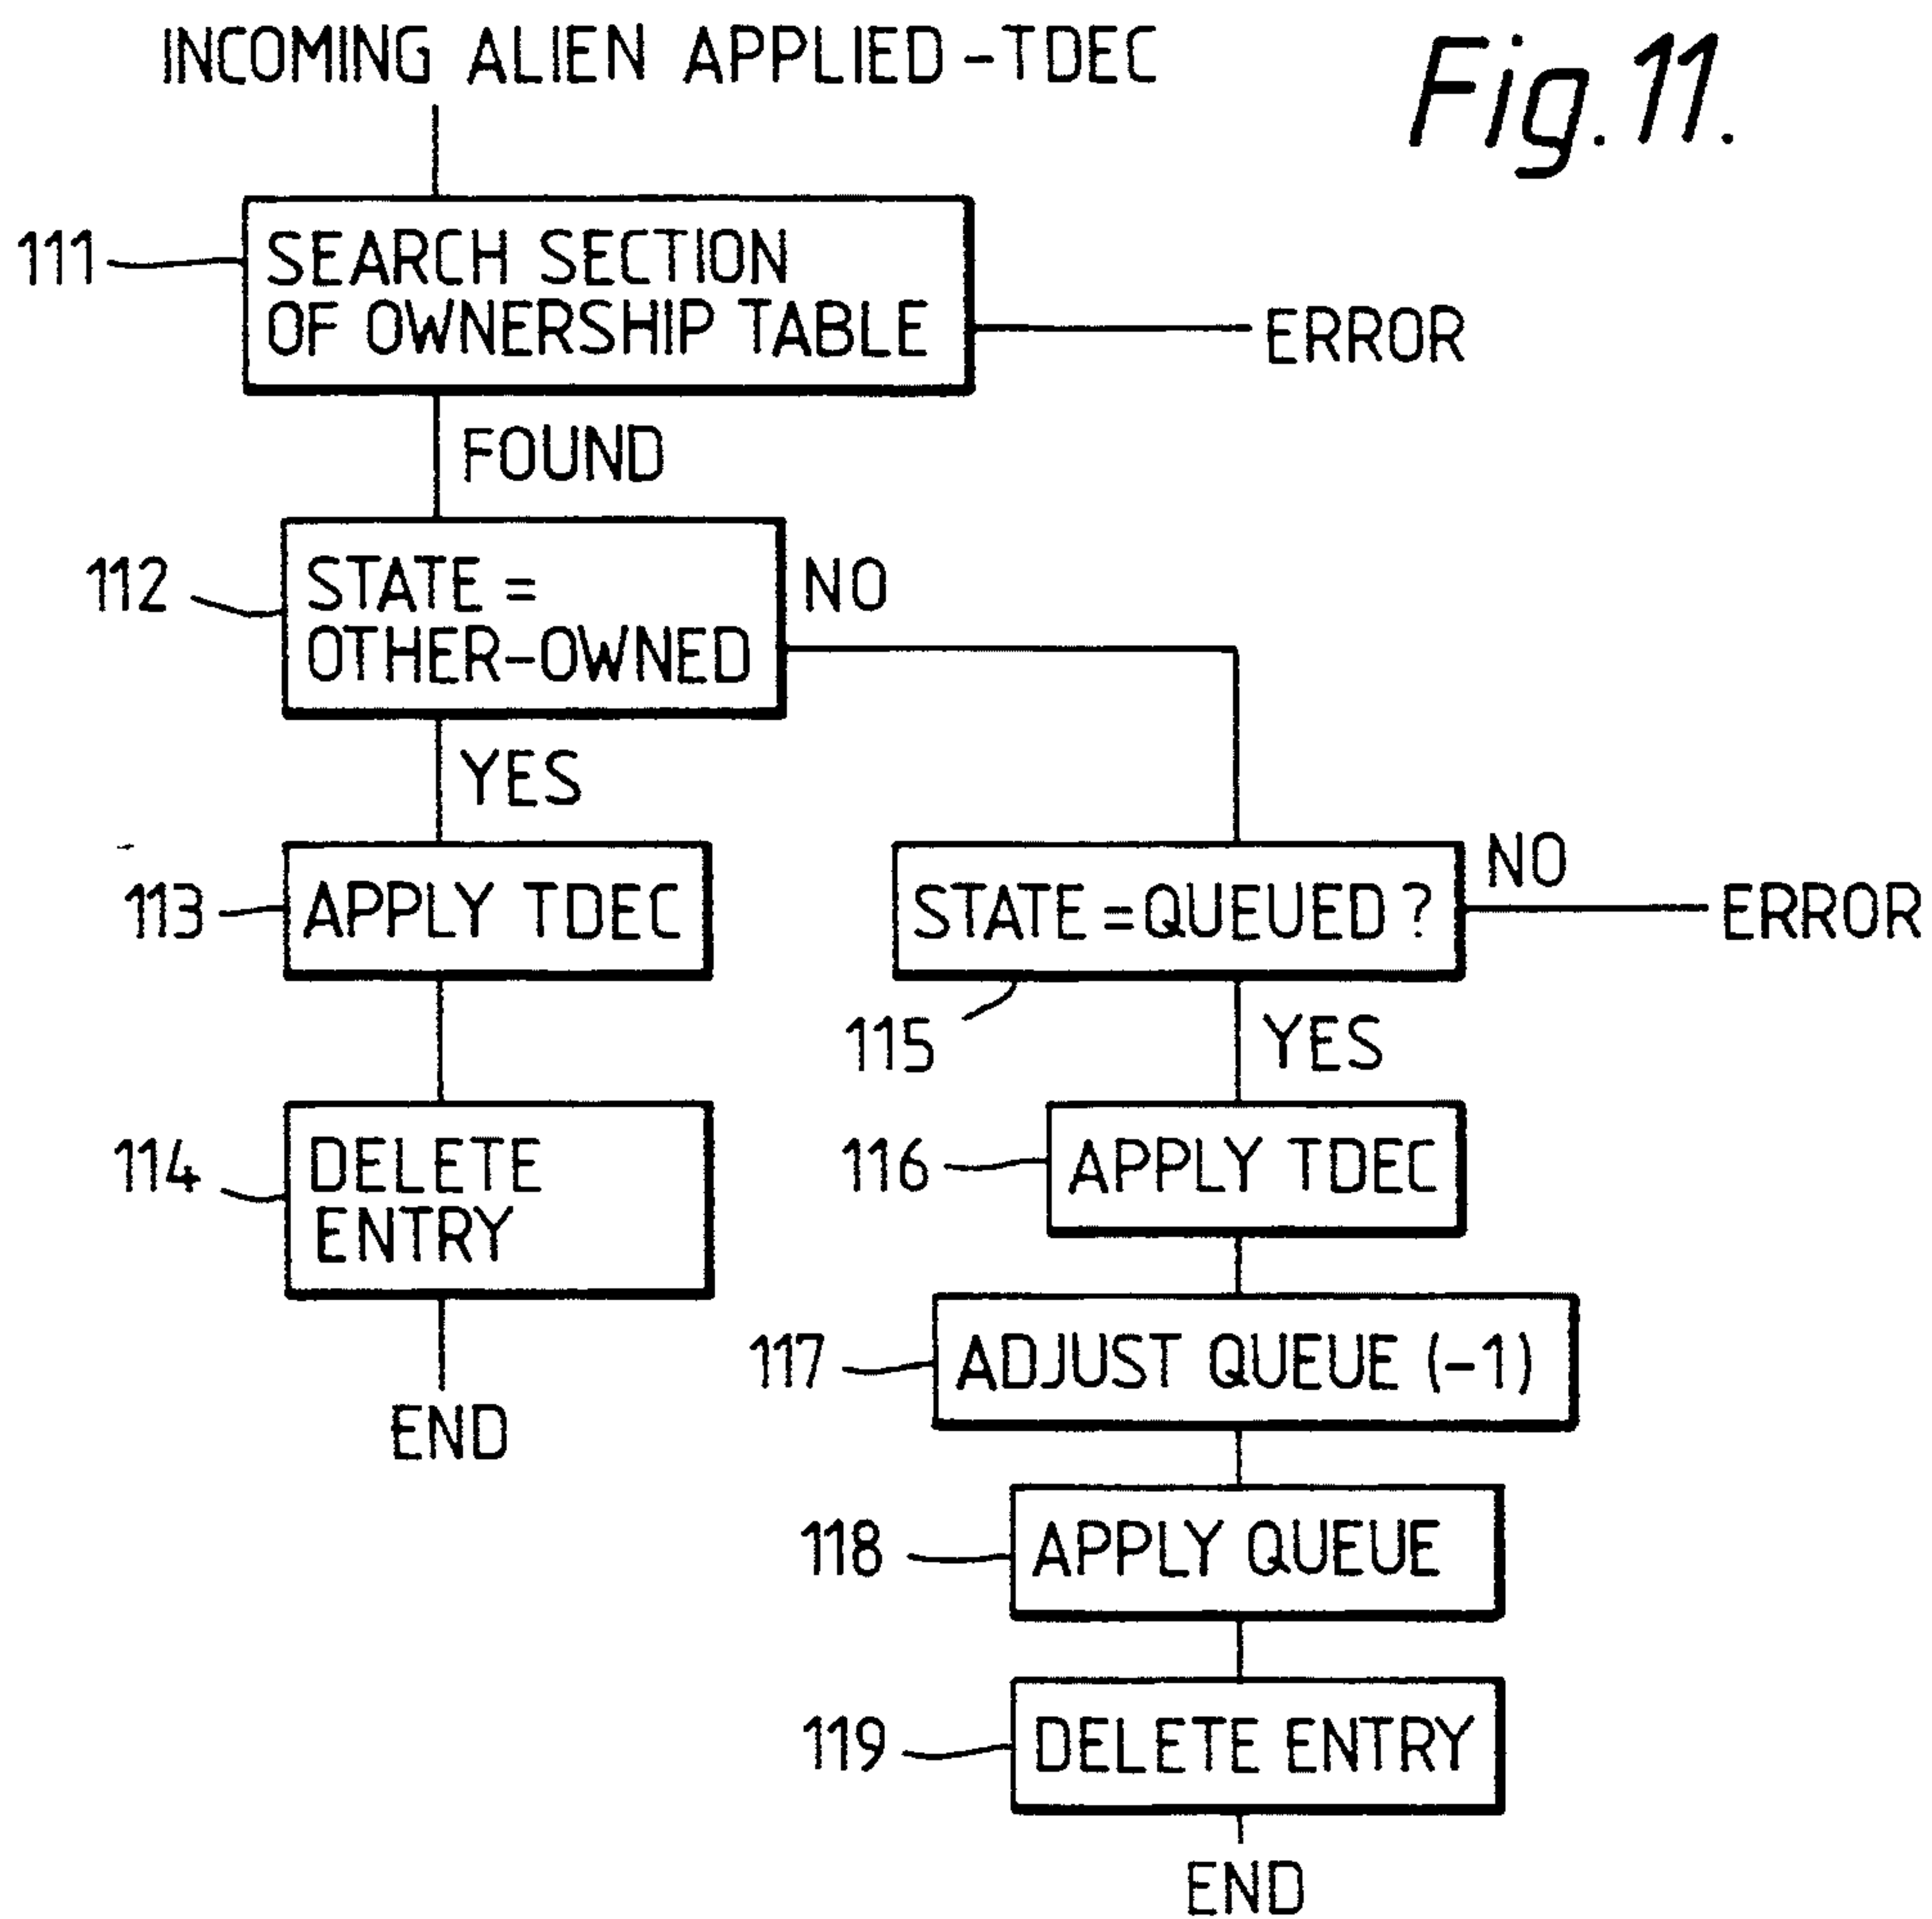 INCOMING ALIEN APPLIED-TDEC
Fig.11.
111
SEARCH SECTION
OF OWNERSHIP TABLE
ERROR
FOUND
112
STATE =
OTHER-OWNED
NO
YES
113
APPLY TDEC
STATE =QUEUED ?
NO
ERROR
115
YES
114
DELETE
ENTRY
END
116
APPLY TDEC
117
ADJUST QUEUE (-1)
118
APPLY QUEUE
119
DELETE ENTRY
END